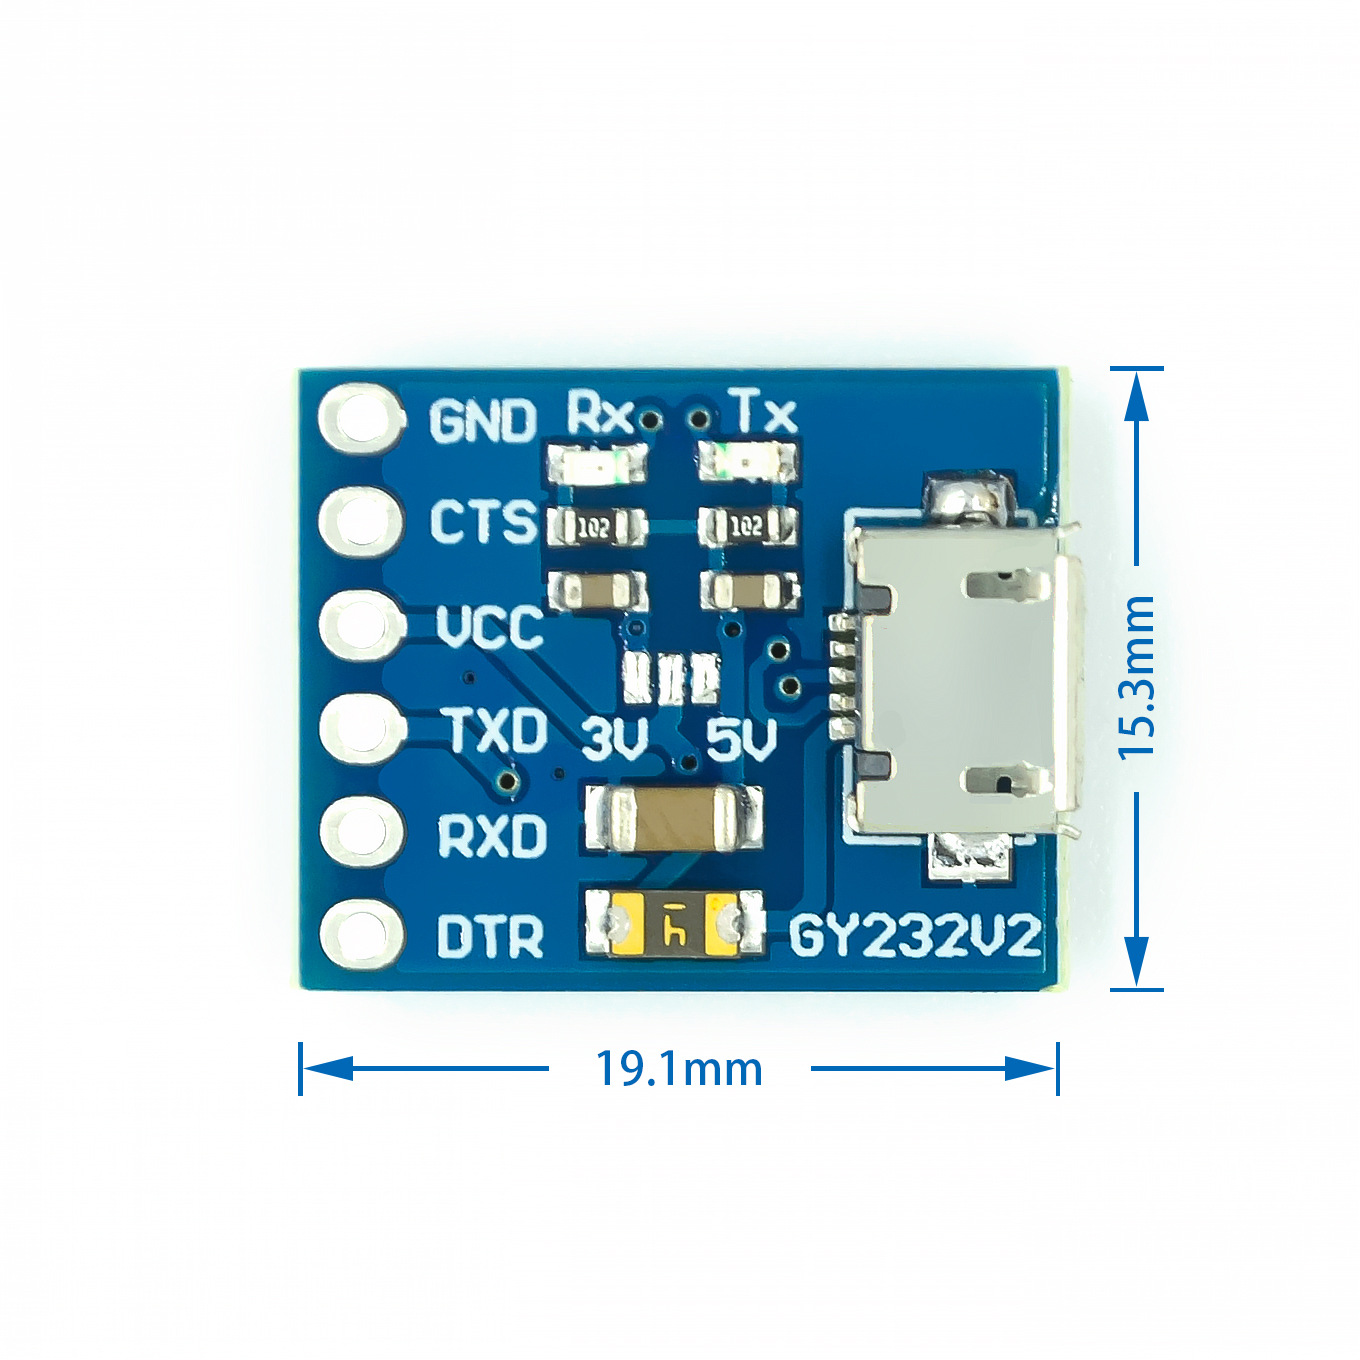 GND Rx Tx
CTS 102 102
VCC
TXD 3V 5V
RXD
DTR GY232V2
15.3mm
19.1mm